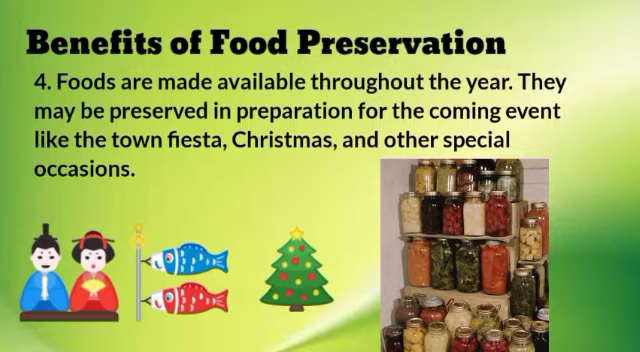 Benefits of Food Preservation
4. Foods are made available throughout the year. They
may be preserved in preparation for the coming event
like the town fiesta, Christmas, and other special
occasions.